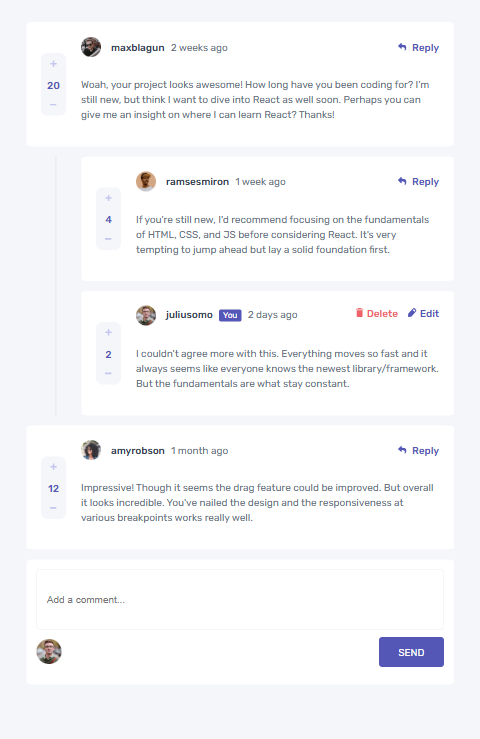 maxblagun 2 weeks ago Reply
+
20
−
Woah, your project looks awesome! How long have you been coding for? I'm
still new, but think I want to dive into React as well soon. Perhaps you can
give me an insight on where I can learn React? Thanks!
ramsesmiron 1 week ago Reply
+
4
−
If you're still new, I'd recommend focusing on the fundamentals
of HTML, CSS, and JS before considering React. It's very
tempting to jump ahead but lay a solid foundation first.
juliusomo You 2 days ago Delete Edit
+
2
−
I couldn't agree more with this. Everything moves so fast and it
always seems like everyone knows the newest library/framework.
But the fundamentals are what stay constant.
amyrobson 1 month ago Reply
+
12
−
Impressive! Though it seems the drag feature could be improved. But overall
it looks incredible. You've nailed the design and the responsiveness at
various breakpoints works really well.
Add a comment...
SEND